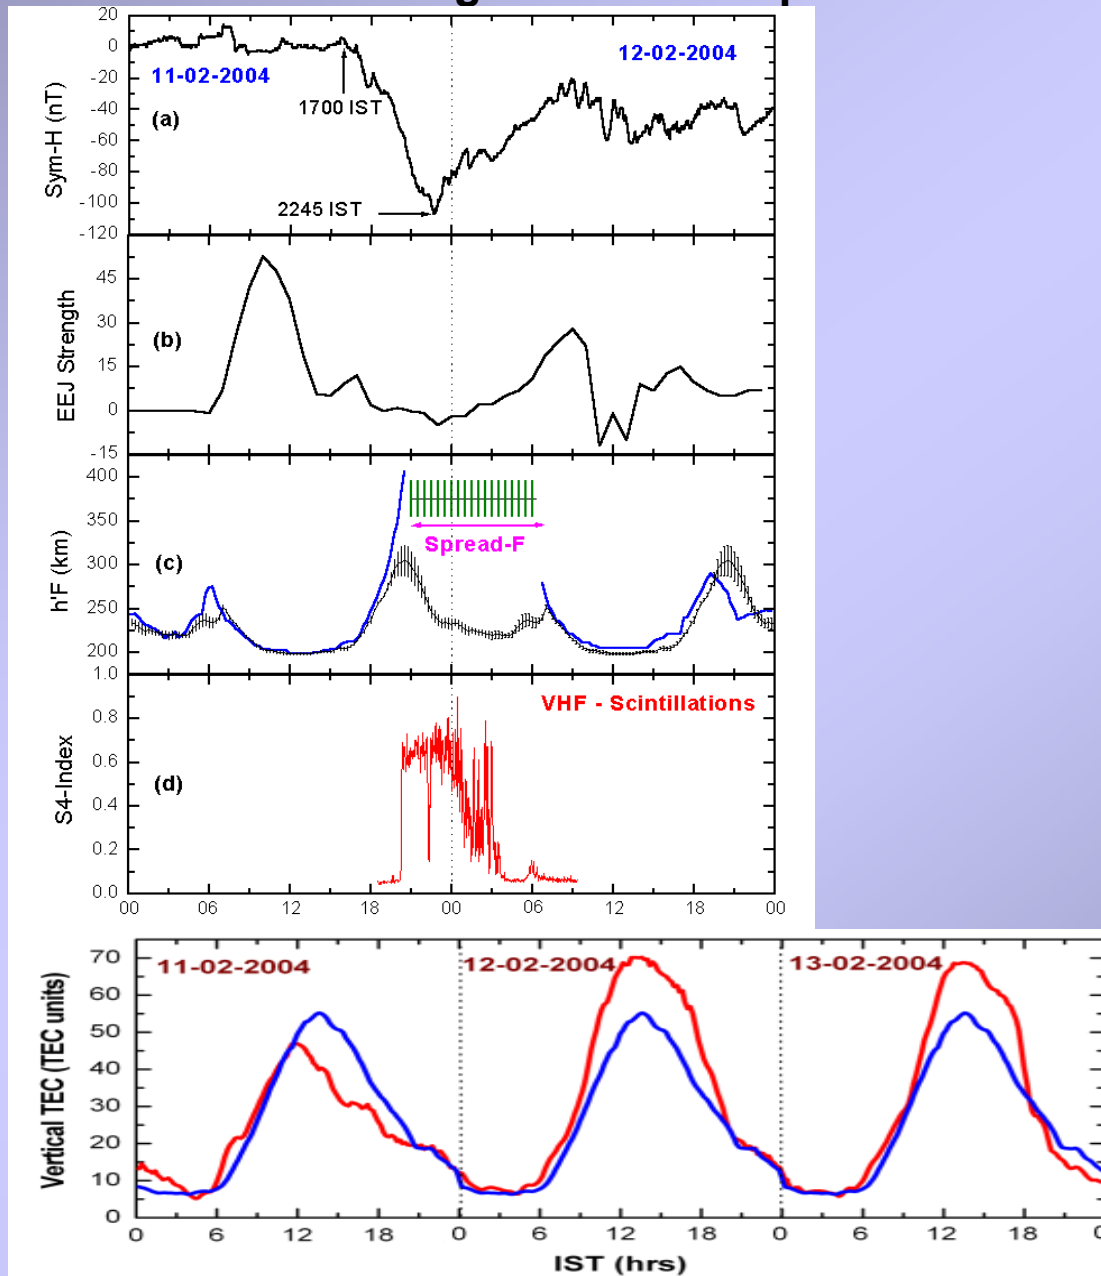 20
0
-20
-40
-60
-80
-100
-120
Sym-H (nT)
11-02-2004
12-02-2004
1700 IST
(a)
2245 IST
45
30
15
0
-15
EEJ Strength
(b)
400
350
300
250
200
h'F (km)
(c)
Spread-F
1.0
0.8
0.6
0.4
0.2
0.0
S4-Index
VHF - Scintillations
(d)
00 06 12 18 00 06 12 18 00
70
60
50
40
30
20
10
0
Vertical TEC (TEC units)
11-02-2004 12-02-2004 13-02-2004
0 6 12 18 0 6 12 18 0 6 12 18 0
IST (hrs)